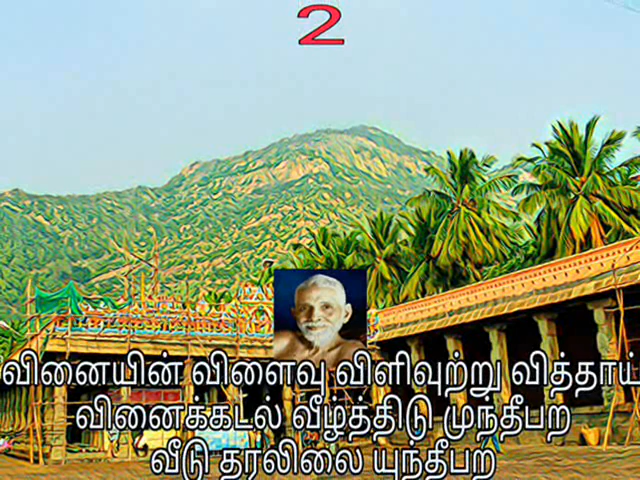 2
வினையின் விளைவு விளிவுற்று வித்தாய்
வினைக்கடல் வீழ்த்திடு முந்தீபற
வீடு தரலிலை யுந்தீபற